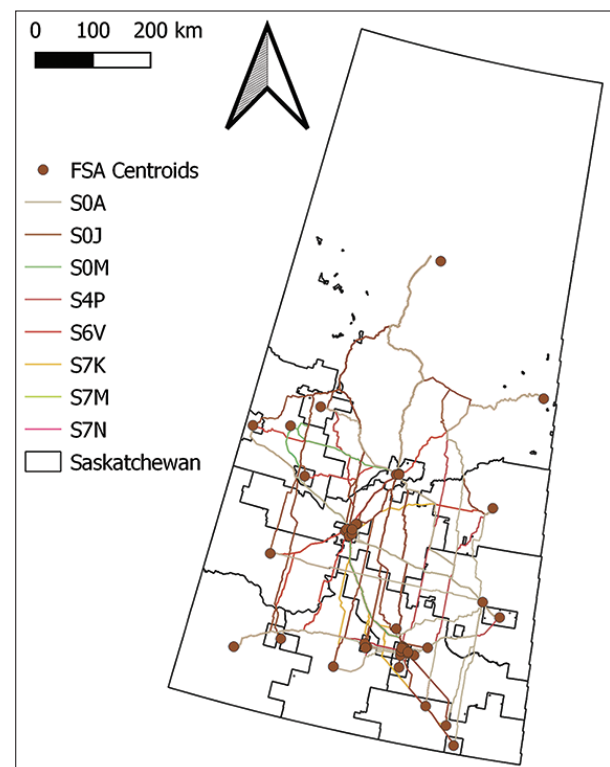 0 100 200 km
FSA Centroids
S0A
S0J
S0M
S4P
S6V
S7K
S7M
S7N
Saskatchewan